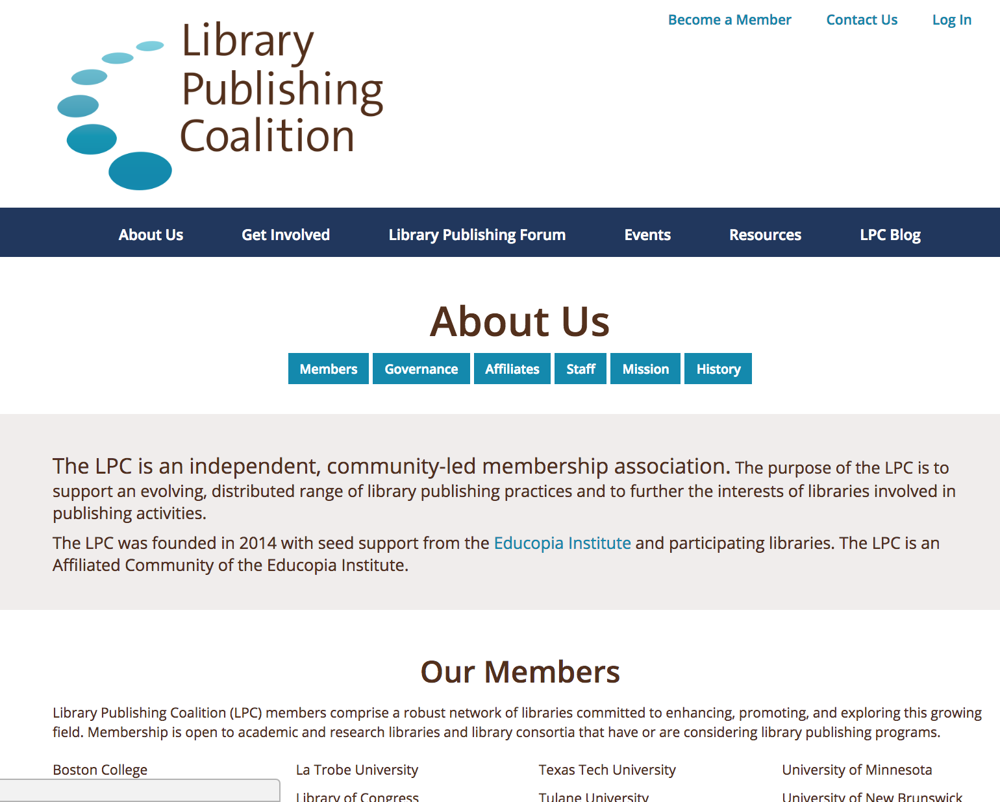 Library
Publishing
Coalition
Become a Member Contact Us Log In
About Us Get Involved Library Publishing Forum Events Resources LPC Blog
About Us
Members Governance Affiliates Staff Mission History
The LPC is an independent, community-led membership association. The purpose of the LPC is to
support an evolving, distributed range of library publishing practices and to further the interests of libraries involved in
publishing activities.
The LPC was founded in 2014 with seed support from the Educopia Institute and participating libraries. The LPC is an
Affiliated Community of the Educopia Institute.
Our Members
Library Publishing Coalition (LPC) members comprise a robust network of libraries committed to enhancing, promoting, and exploring this growing
field. Membership is open to academic and research libraries and library consortia that have or are considering library publishing programs.
Boston College La Trobe University Texas Tech University University of Minnesota
Library of Congress Tulane University University of New Brunswick